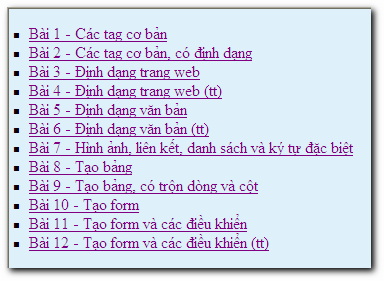 Bài 1 - Các tag cơ bản
Bài 2 - Các tag cơ bản, có định dạng
Bài 3 - Định dạng trang web
Bài 4 - Định dạng trang web (tt)
Bài 5 - Định dạng văn bản
Bài 6 - Định dạng văn bản (tt)
Bài 7 - Hình ảnh, liên kết, danh sách và ký tự đặc biệt
Bài 8 - Tạo bảng
Bài 9 - Tạo bảng, có trộn dòng và cột
Bài 10 - Tạo form
Bài 11 - Tạo form và các điều khiển
Bài 12 - Tạo form và các điều khiển (tt)